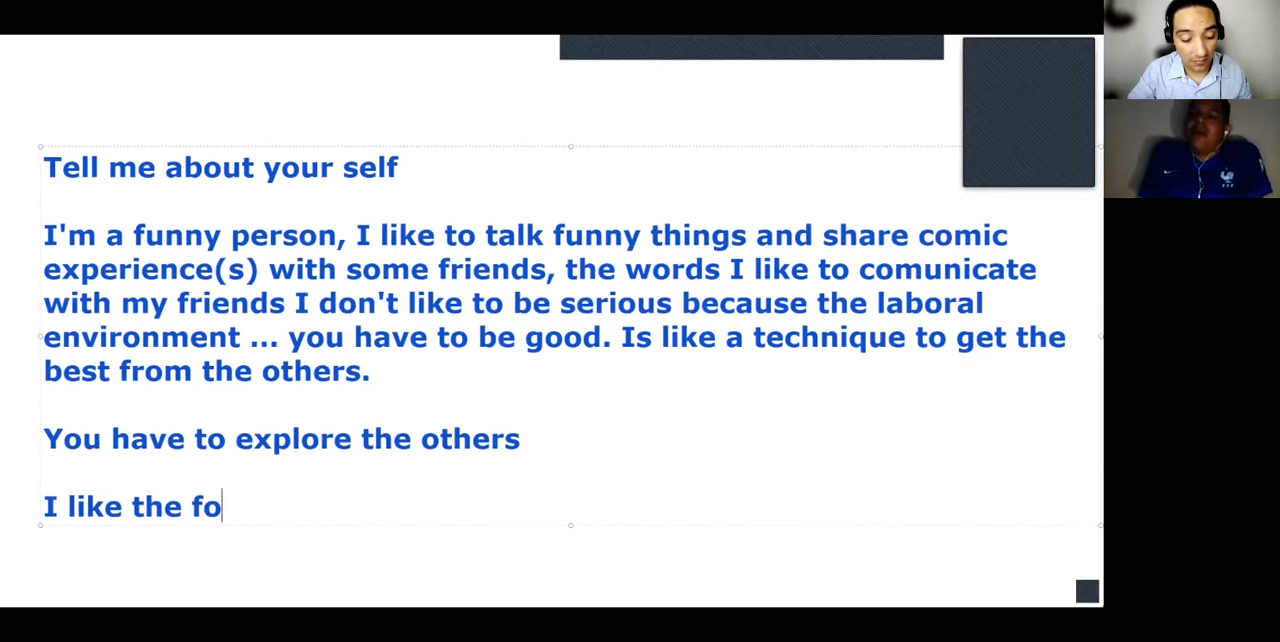 Tell me about your self
I'm a funny person, I like to talk funny things and share comic
experience(s) with some friends, the words I like to comunicate
with my friends I don't like to be serious because the laboral
environment ... you have to be good. Is like a technique to get the
best from the others.
You have to explore the others
I like the fo